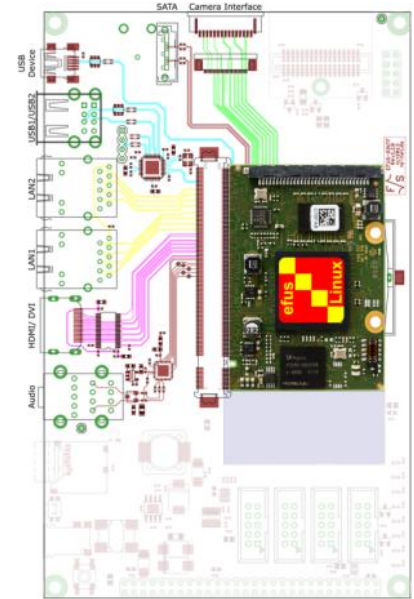 SATA Camera Interface
USB
Device
USB1/USB2
LAN2
LAN1
HDMI/ DVI
Audio
efus
Linux
F/S